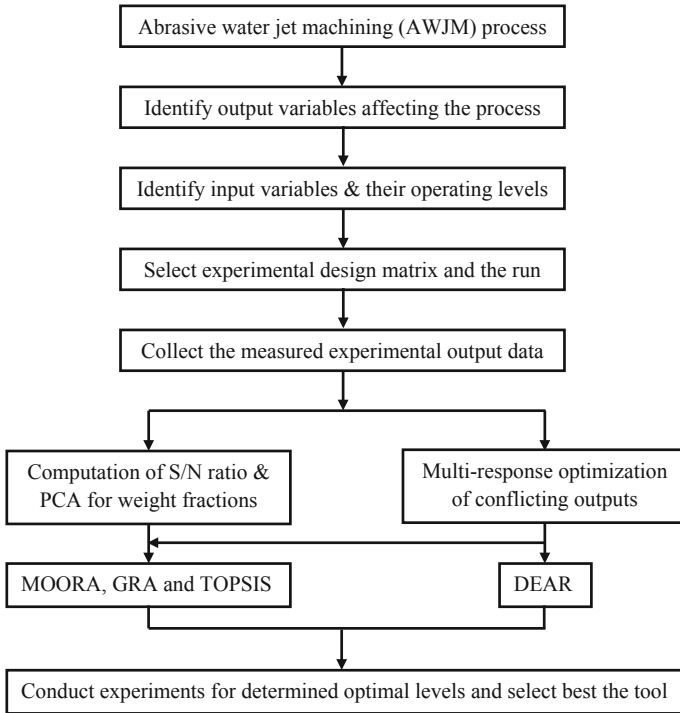 Abrasive water jet machining (AWJM) process
Identify output variables affecting the process
Identify input variables & their operating levels
Select experimental design matrix and the run
Collect the measured experimental output data
Computation of S/N ratio &
PCA for weight fractions
Multi-response optimization
of conflicting outputs
MOORA, GRA and TOPSIS
DEAR
Conduct experiments for determined optimal levels and select best the tool